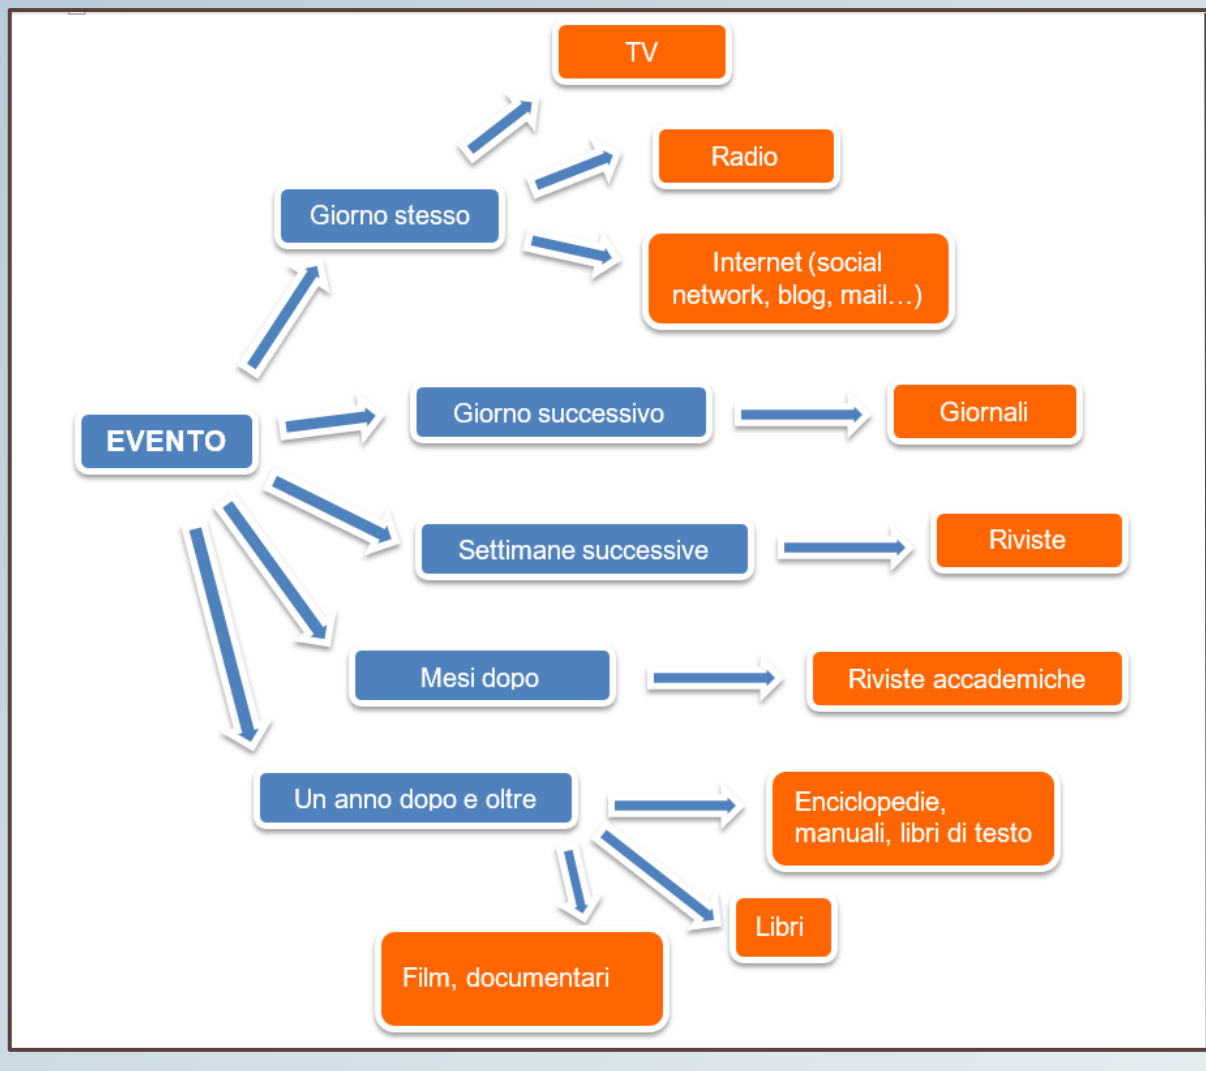 TV
Radio
Giorno stesso
Internet (social
network, blog, mail...)
EVENTO
Giorno successivo
Giornali
Settimane successive
Riviste
Mesi dopo
Riviste accademiche
Un anno dopo e oltre
Enciclopedie,
manuali, libri di testo
Libri
Film, documentari